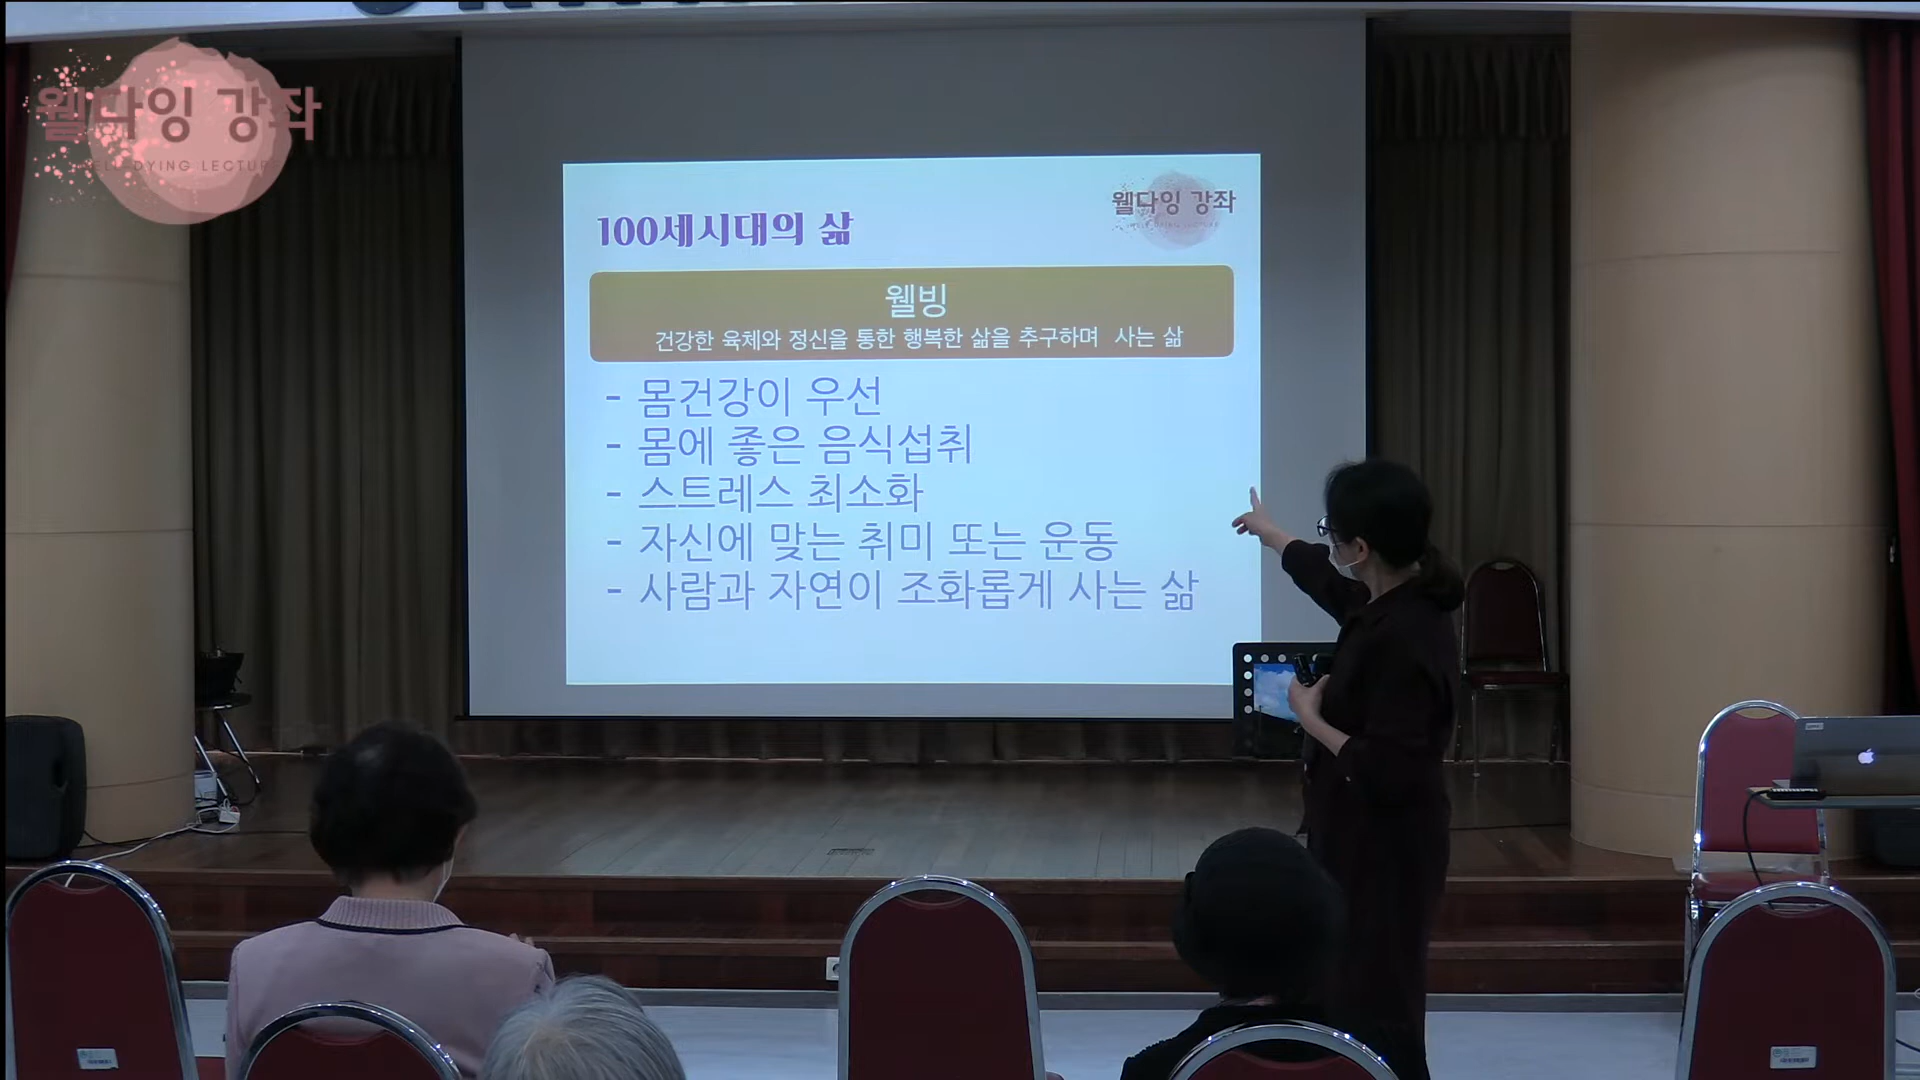 웰다잉 강좌
WELL-DYING LECTURE
웰다잉 강좌
100세시대의 삶
웰빙
건강한 육체와 정신을 통한 행복한 삶을 추구하며 사는 삶
- 몸건강이 우선
- 몸에 좋은 음식섭취
- 스트레스 최소화
- 자신에 맞는 취미 또는 운동
- 사람과 자연이 조화롭게 사는 삶